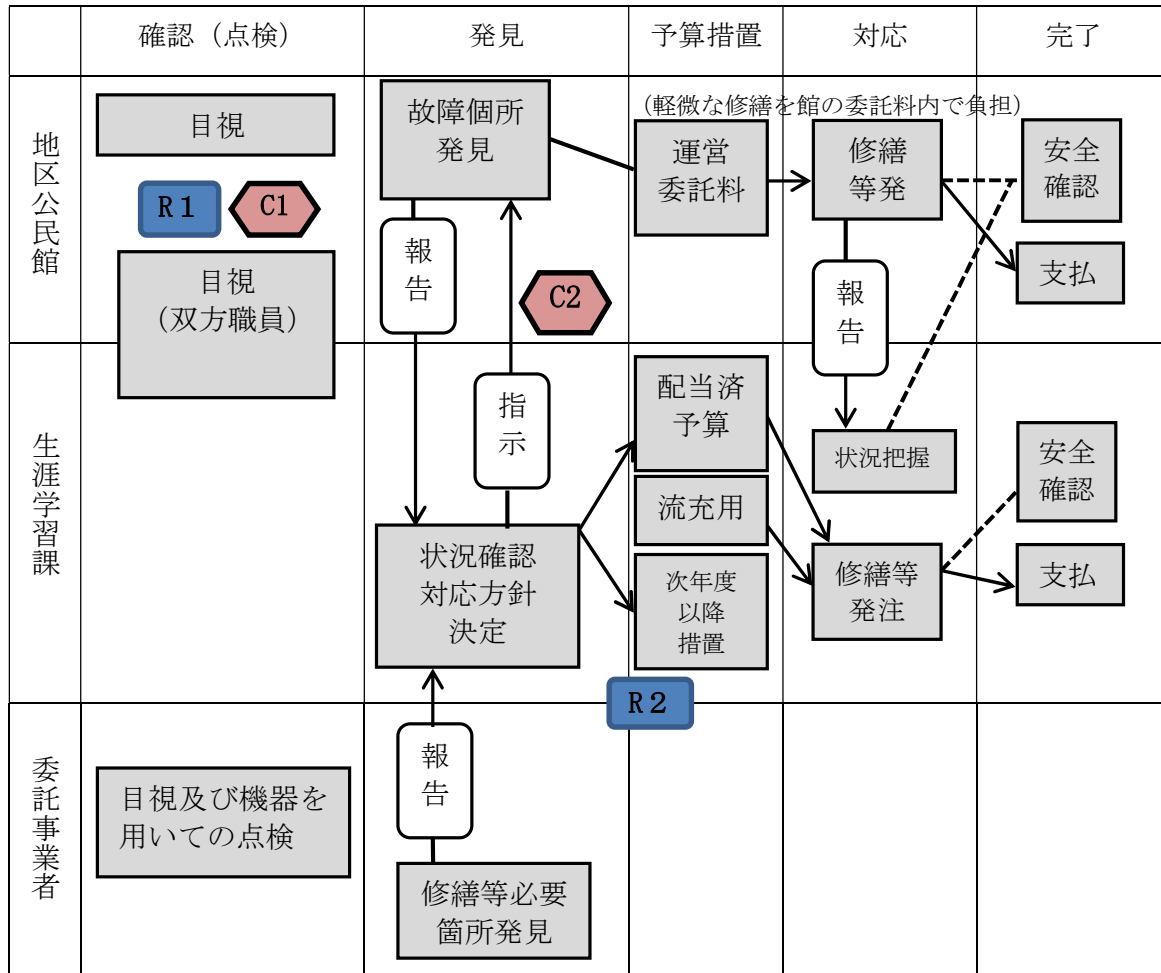 確認（点検）
発見
予算措置
対応
完了
地区公民館
目視
R1
C1
目視
（双方職員）
故障個所
発見
報告
C2
(軽微な修繕を館の委託料内で負担)
運営
委託料
修繕
等発
報告
安全
確認
支払
生涯学習課
指示
状況確認
対応方針
決定
配当済
予算
流充用
次年度
以降
措置
R2
状況把握
修繕等
発注
安全
確認
支払
委託事業者
目視及び機器を
用いての点検
報告
修繕等必要
箇所発見